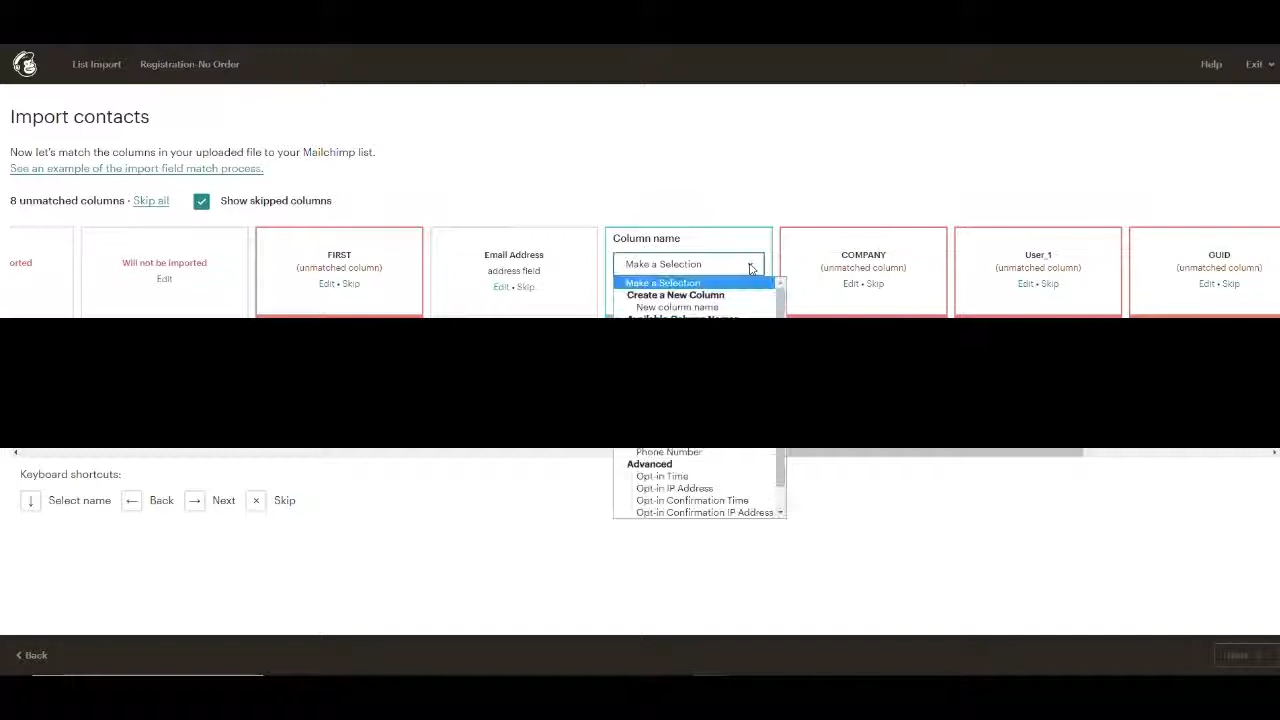 List Import Registration-No Order Help Exit
Import contacts
Now let's match the columns in your uploaded file to your Mailchimp list.
See an example of the import field match process.
8 unmatched columns · Skip all Show skipped columns
orted
Will not be imported
Edit
FIRST
(unmatched column)
Edit • Skip
Email Address
address field
Edit • Skip
Column name
Make a Selection
Make a Selection
Create a New Column
New column name
Available Column Names
COMPANY
(unmatched column)
Edit • Skip
User_1
(unmatched column)
Edit • Skip
GUID
(unmatched column)
Edit • Skip
Phone Number
Advanced
Opt-in Time
Opt-in IP Address
Opt-in Confirmation Time
Opt-in Confirmation IP Address
Keyboard shortcuts:
↓ Select name ← Back → Next × Skip
Back